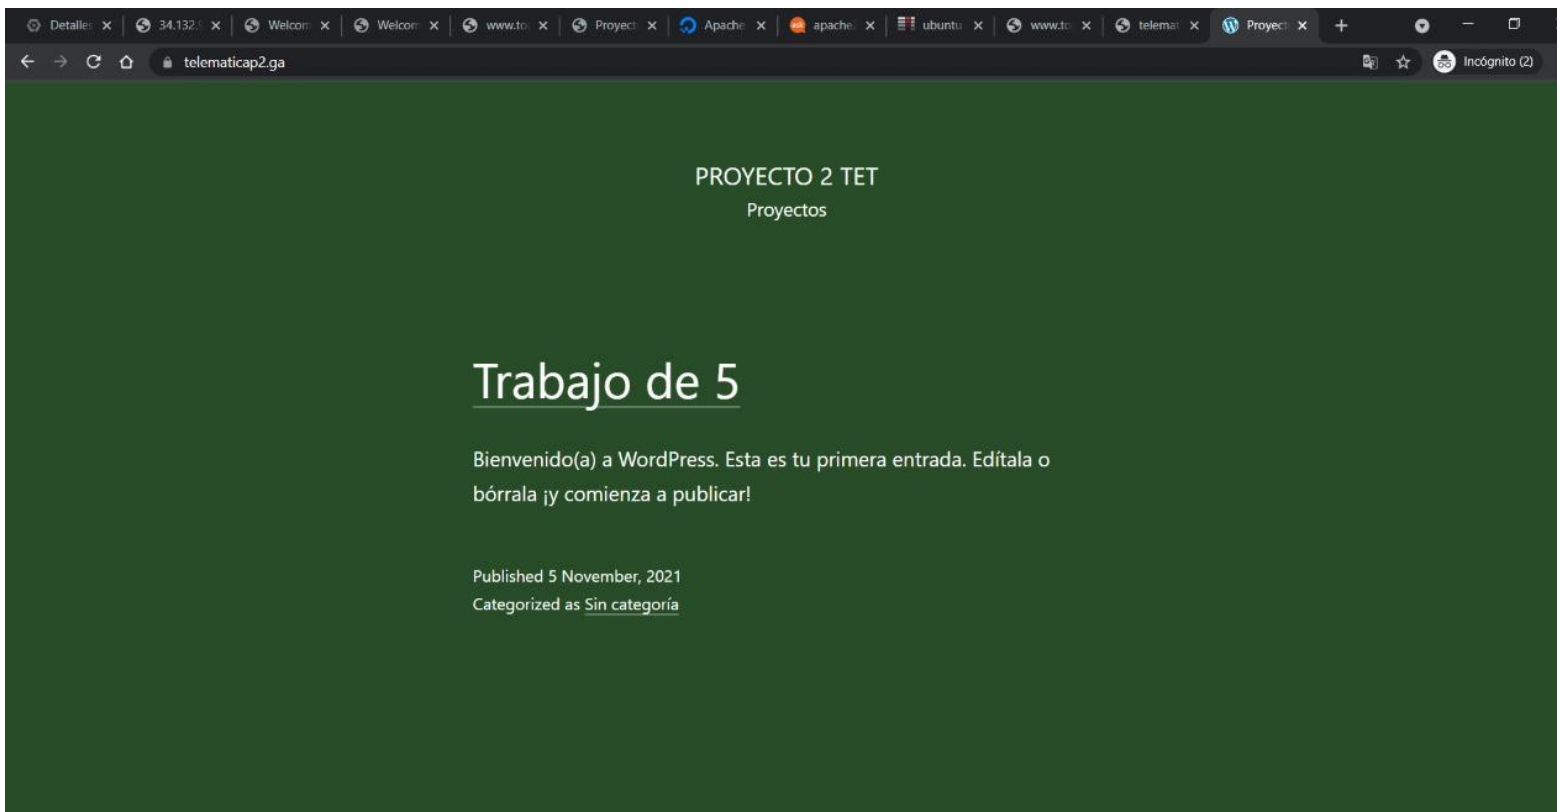 Detalles 34.132.9 Welcom Welcom www.to Proyect Apache apache2 ubuntu www.to telemat Proyect
telematicap2.ga Incógnito (2)
PROYECTO 2 TET
Proyectos
Trabajo de 5
Bienvenido(a) a WordPress. Esta es tu primera entrada. Edítala o
bórrala ¡y comienza a publicar!
Published 5 November, 2021
Categorized as Sin categoría